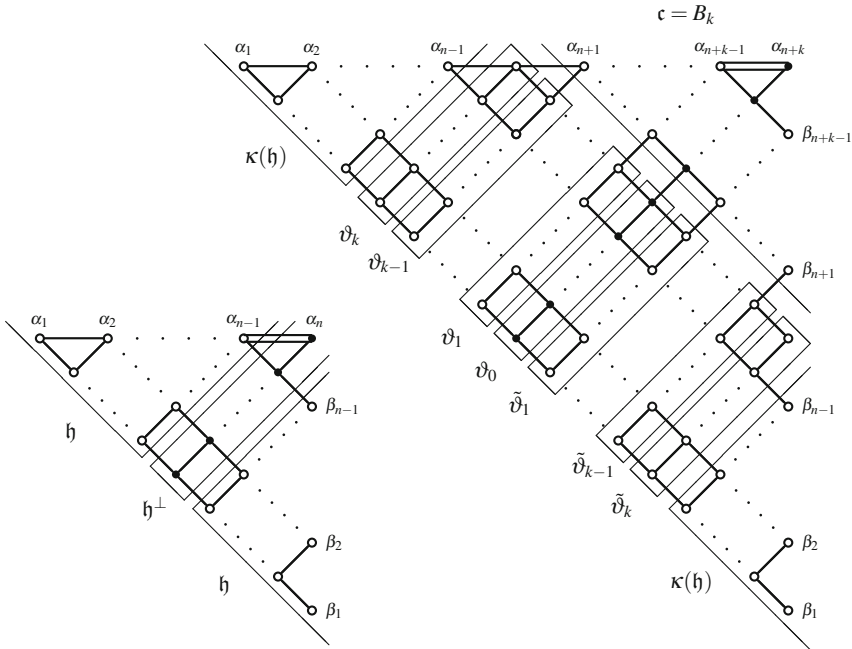 𝔠 = B_k
α_1 α_2 α_{n−1} α_{n+1} α_{n+k−1} α_{n+k}
β_{n+k−1}
κ(𝔥)
ϑ_k
ϑ_{k−1}
β_{n+1}
α_1 α_2 α_{n−1} α_n
ϑ_1
ϑ_0
ϑ̃_1
β_{n−1} β_{n−1}
𝔥
ϑ̃_{k−1}
ϑ̃_k
𝔥^⊥
β_2 β_2
𝔥 κ(𝔥)
β_1 β_1